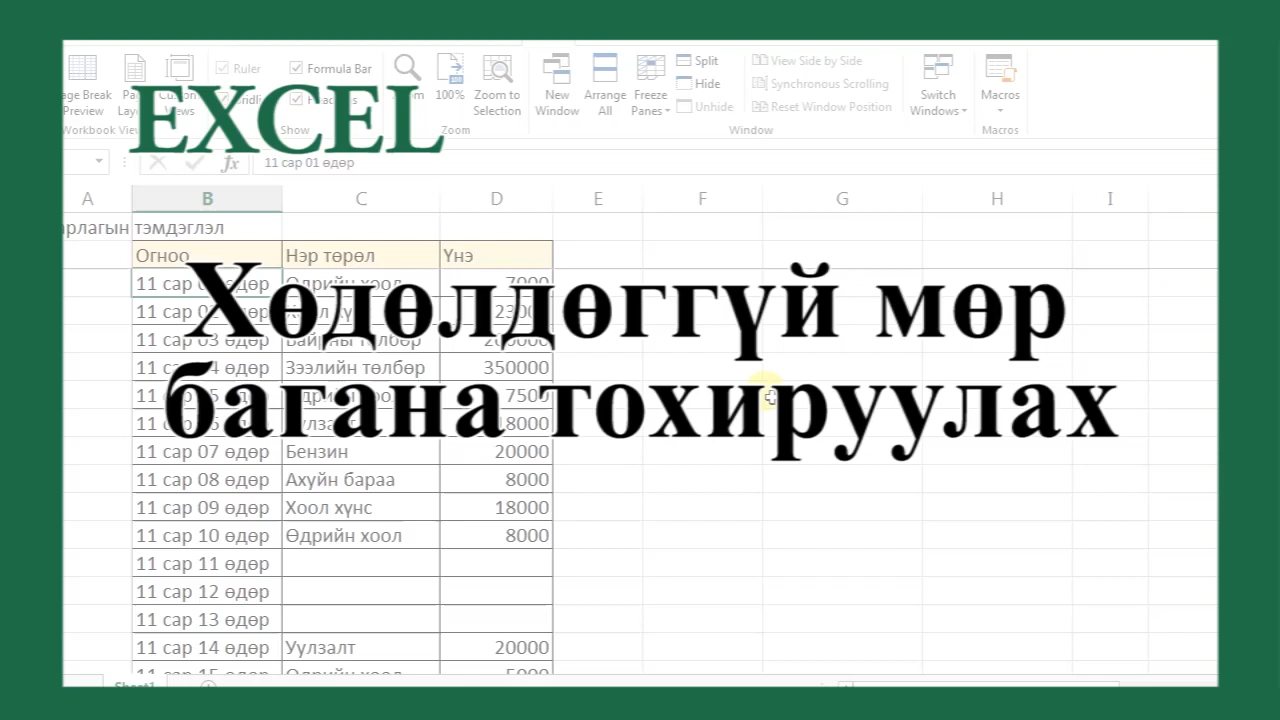 Ruler
Formula Bar
100%
Zoom to
Selection
New
Window
Arrange
All
Freeze
Panes
Split
Hide
Unhide
View Side by Side
Synchronous Scrolling
Reset Window Position
Switch
Windows
Macros
Preview
Show
Zoom
Window
Macros
EXCEL
fx
11 сар 01 өдөр
A B C D E F G H I
тэмдэглэл
Огноо Нэр төрөл Үнэ
Хөдөлдөггүй мөр
багана тохируулах
Зээлийн төлбөр 350000
11 сар 07 өдөр Бензин 20000
11 сар 08 өдөр Ахуйн бараа 8000
11 сар 09 өдөр Хоол хүнс 18000
11 сар 10 өдөр Өдрийн хоол 8000
11 сар 11 өдөр
11 сар 12 өдөр
11 сар 13 өдөр
11 сар 14 өдөр Уулзалт 20000